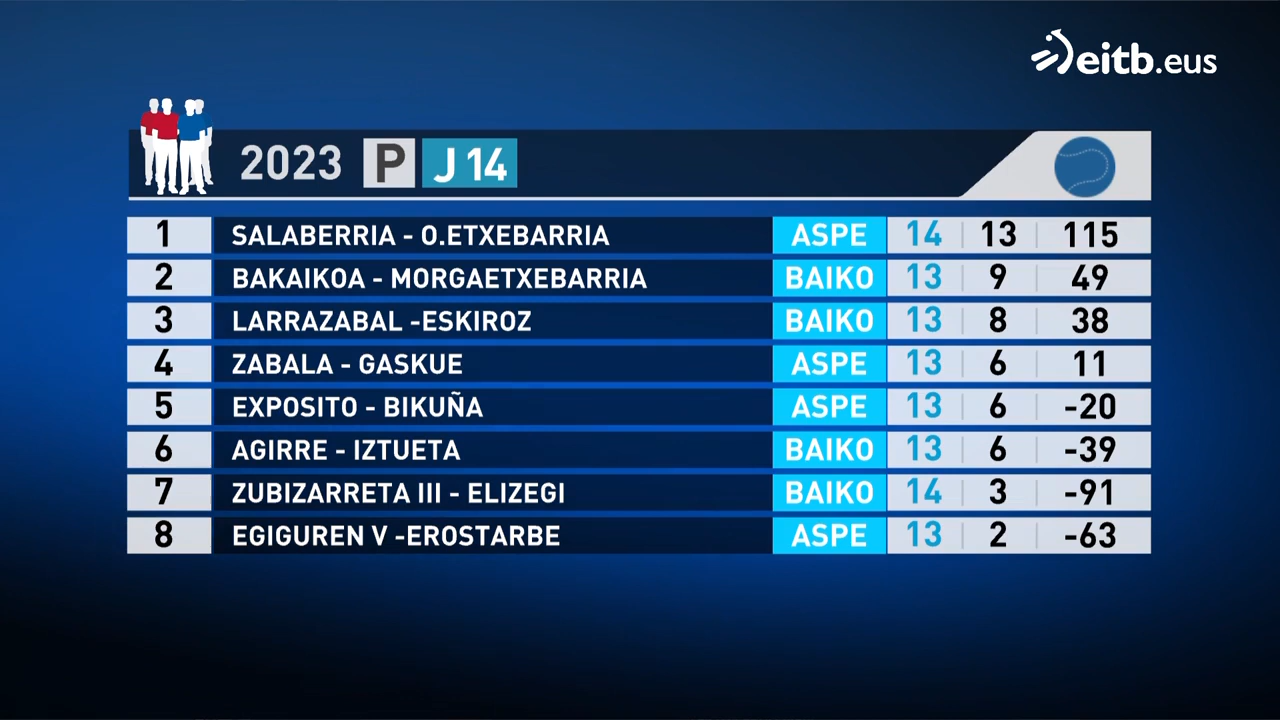 eitb.eus
2023 P J 14
1 SALABERRIA - O.ETXEBARRIA ASPE 14 13 115
2 BAKAIKOA - MORGAETXEBARRIA BAIKO 13 9 49
3 LARRAZABAL -ESKIROZ BAIKO 13 8 38
4 ZABALA - GASKUE ASPE 13 6 11
5 EXPOSITO - BIKUÑA ASPE 13 6 -20
6 AGIRRE - IZTUETA BAIKO 13 6 -39
7 ZUBIZARRETA III - ELIZEGI BAIKO 14 3 -91
8 EGIGUREN V -EROSTARBE ASPE 13 2 -63